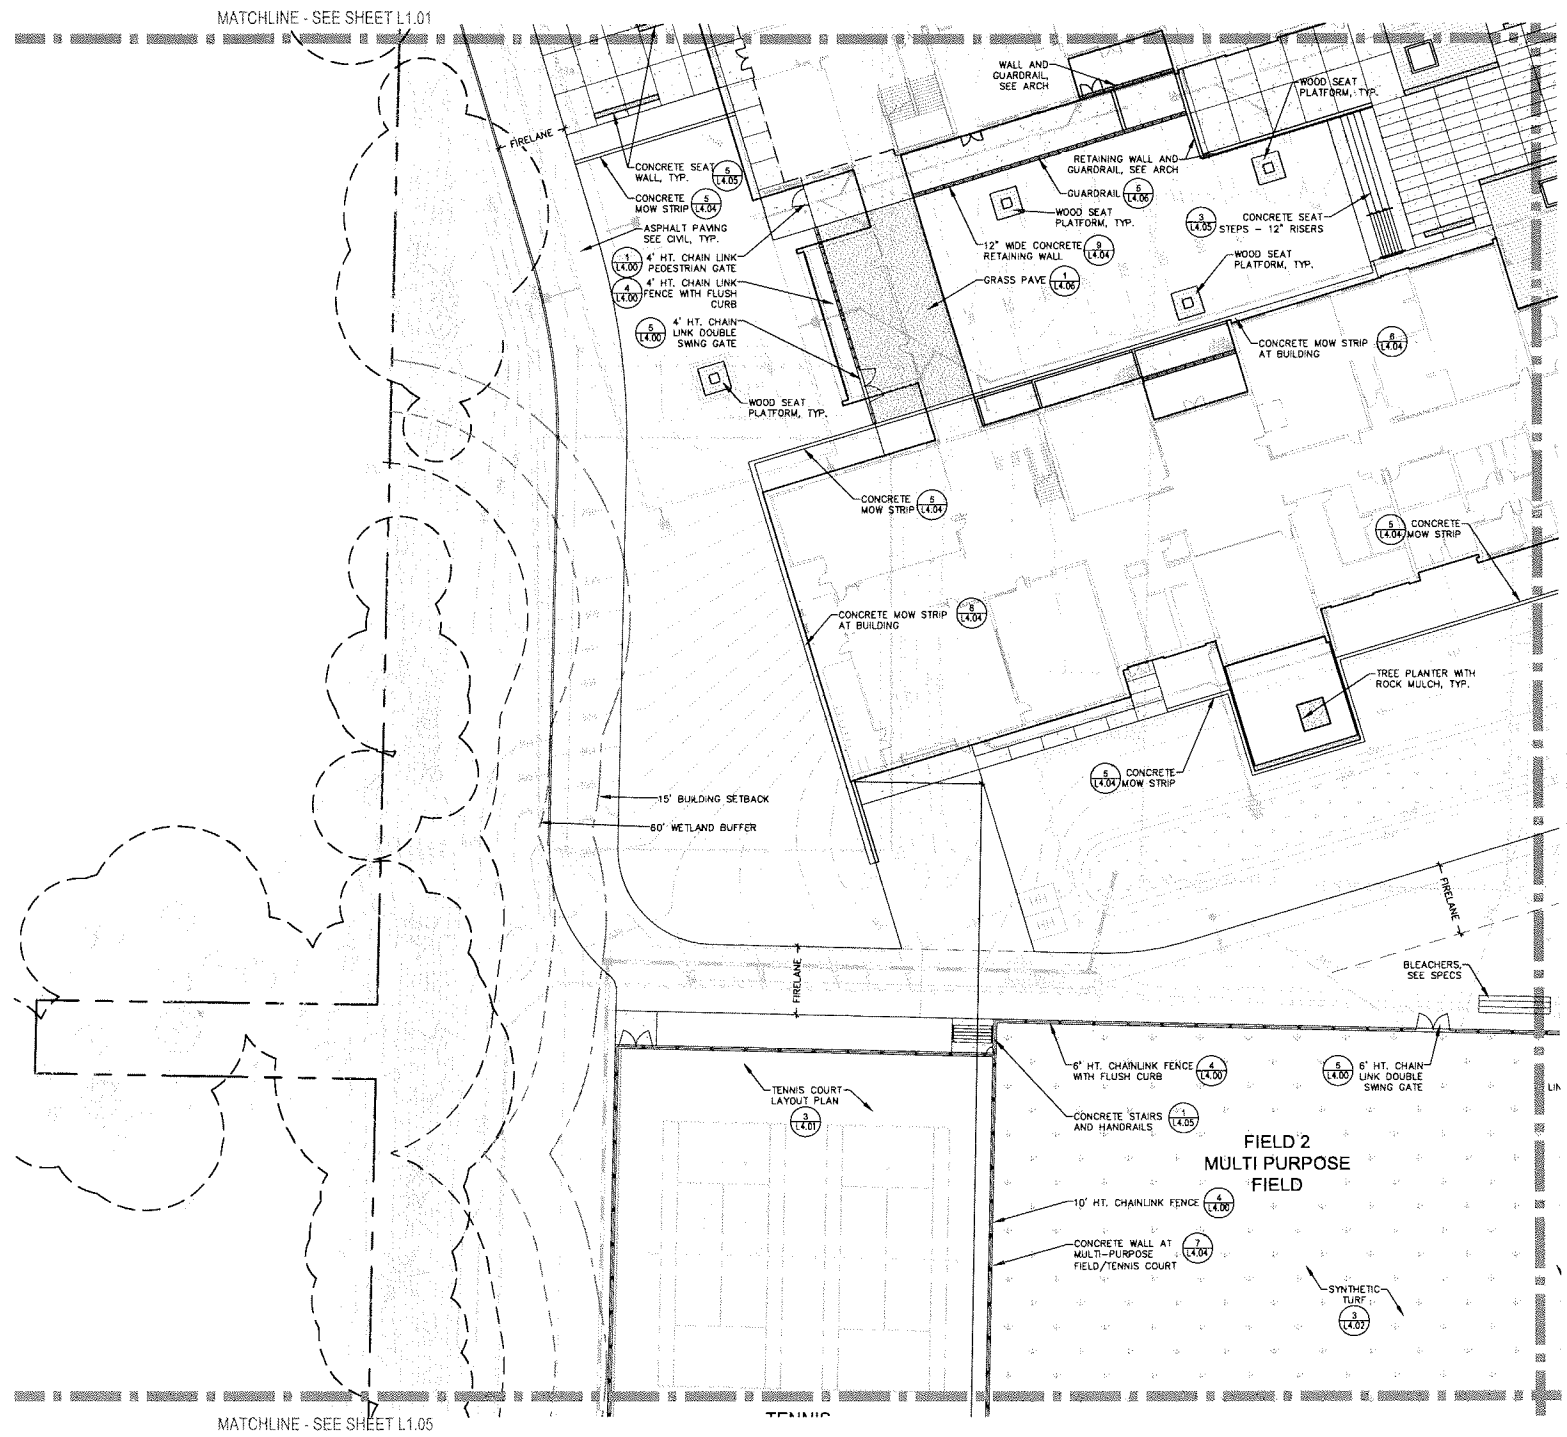 MATCHLINE - SEE SHEET L1.01
WALL AND
GUARDRAIL,
SEE ARCH
WOOD SEAT
PLATFORM, TYP.
FIRELANE
CONCRETE SEAT
WALL, TYP.
5
L4.05
CONCRETE
MOW STRIP
5
L4.04
ASPHALT PAVING
SEE CIVIL, TYP.
1
L4.00
4' HT. CHAIN LINK
PEDESTRIAN GATE
4
L4.00
4' HT. CHAIN LINK
FENCE WITH FLUSH
CURB
5
L4.00
4' HT. CHAIN
LINK DOUBLE
SWING GATE
WOOD SEAT
PLATFORM, TYP.
RETAINING WALL AND
GUARDRAIL, SEE ARCH
GUARDRAIL
6
L4.06
WOOD SEAT
PLATFORM, TYP.
3
L4.05
CONCRETE SEAT
STEPS - 12" RISERS
12" WIDE CONCRETE
RETAINING WALL
9
L4.04
WOOD SEAT
PLATFORM, TYP.
GRASS PAVE
1
L4.06
CONCRETE MOW STRIP
AT BUILDING
6
L4.04
CONCRETE
MOW STRIP
5
L4.04
5
L4.04
CONCRETE
MOW STRIP
CONCRETE MOW STRIP
AT BUILDING
6
L4.04
TREE PLANTER WITH
ROCK MULCH, TYP.
5
L4.04
CONCRETE
MOW STRIP
15' BUILDING SETBACK
60' WETLAND BUFFER
FIRELANE
FIRELANE
BLEACHERS,
SEE SPECS
6' HT. CHAINLINK FENCE
WITH FLUSH CURB
4
L4.00
5
L4.00
6' HT. CHAIN
LINK DOUBLE
SWING GATE
LIN
TENNIS COURT
LAYOUT PLAN
3
L4.01
CONCRETE STAIRS
AND HANDRAILS
1
L4.05
FIELD 2
MULTI PURPOSE
FIELD
10' HT. CHAINLINK FENCE
4
L4.00
CONCRETE WALL AT
MULTI-PURPOSE
FIELD/TENNIS COURT
7
L4.04
SYNTHETIC
TURF
3
L4.02
TENNIS
MATCHLINE - SEE SHEET L1.05